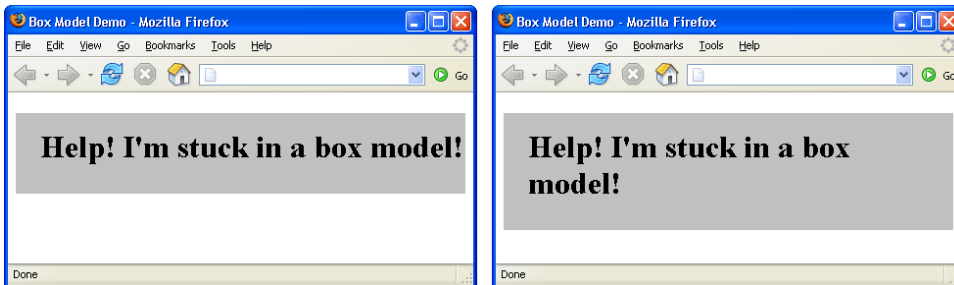 Box Model Demo - Mozilla Firefox
File Edit View Go Bookmarks Tools Help
Go
Help! I'm stuck in a box model!
Done
Box Model Demo - Mozilla Firefox
File Edit View Go Bookmarks Tools Help
Go
Help! I'm stuck in a box
model!
Done